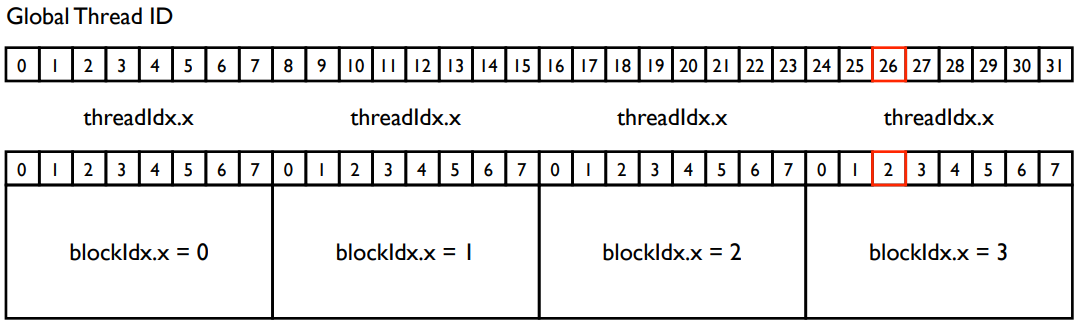 Global Thread ID
0 1 2 3 4 5 6 7 8 9 10 11 12 13 14 15 16 17 18 19 20 21 22 23 24 25 26 27 28 29 30 31
threadIdx.x threadIdx.x threadIdx.x threadIdx.x
0 1 2 3 4 5 6 7 0 1 2 3 4 5 6 7 0 1 2 3 4 5 6 7 0 1 2 3 4 5 6 7
blockIdx.x = 0 blockIdx.x = 1 blockIdx.x = 2 blockIdx.x = 3